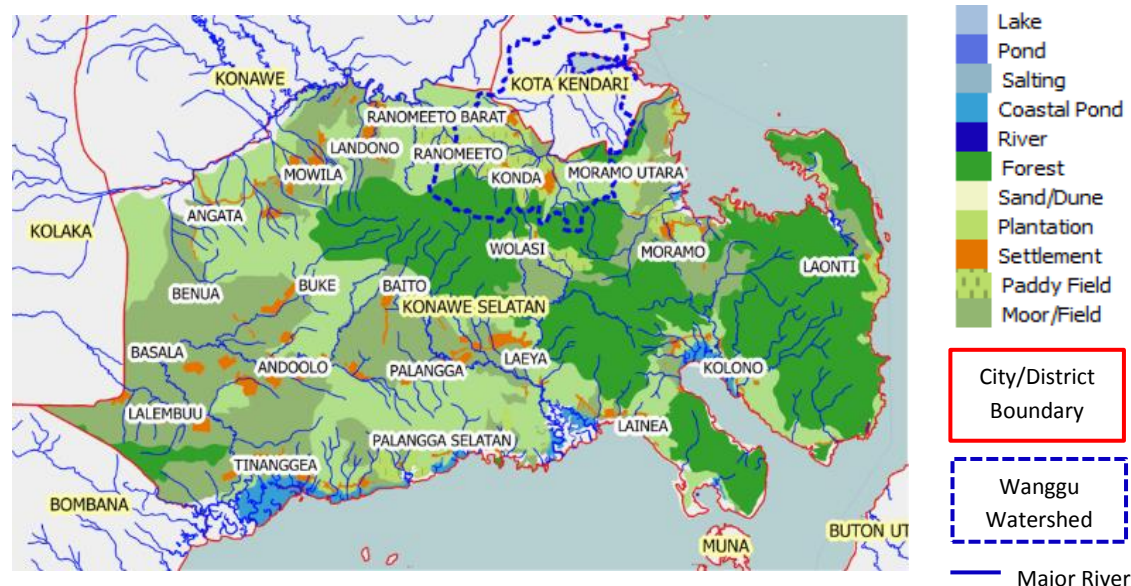 KONAWE
KOTA KENDARI
RANOMEETO BARAT
LANDONO
RANOMEETO
MOWILA
KONDA
MORAMO UTARA
ANGATA
KOLAKA
WOLASI
MORAMO
LAONTI
BENUA
BUKE
BAITO
KONAWE SELATAN
BASALA
ANDOOLO
PALANGGA
LAEYA
KOLONO
LALEMBUU
LAINEA
PALANGGA SELATAN
TINANGGEA
BOMBANA
MUNA
BUTON UT
Lake
Pond
Salting
Coastal Pond
River
Forest
Sand/Dune
Plantation
Settlement
Paddy Field
Moor/Field
City/District
Boundary
Wanggu
Watershed
Major River